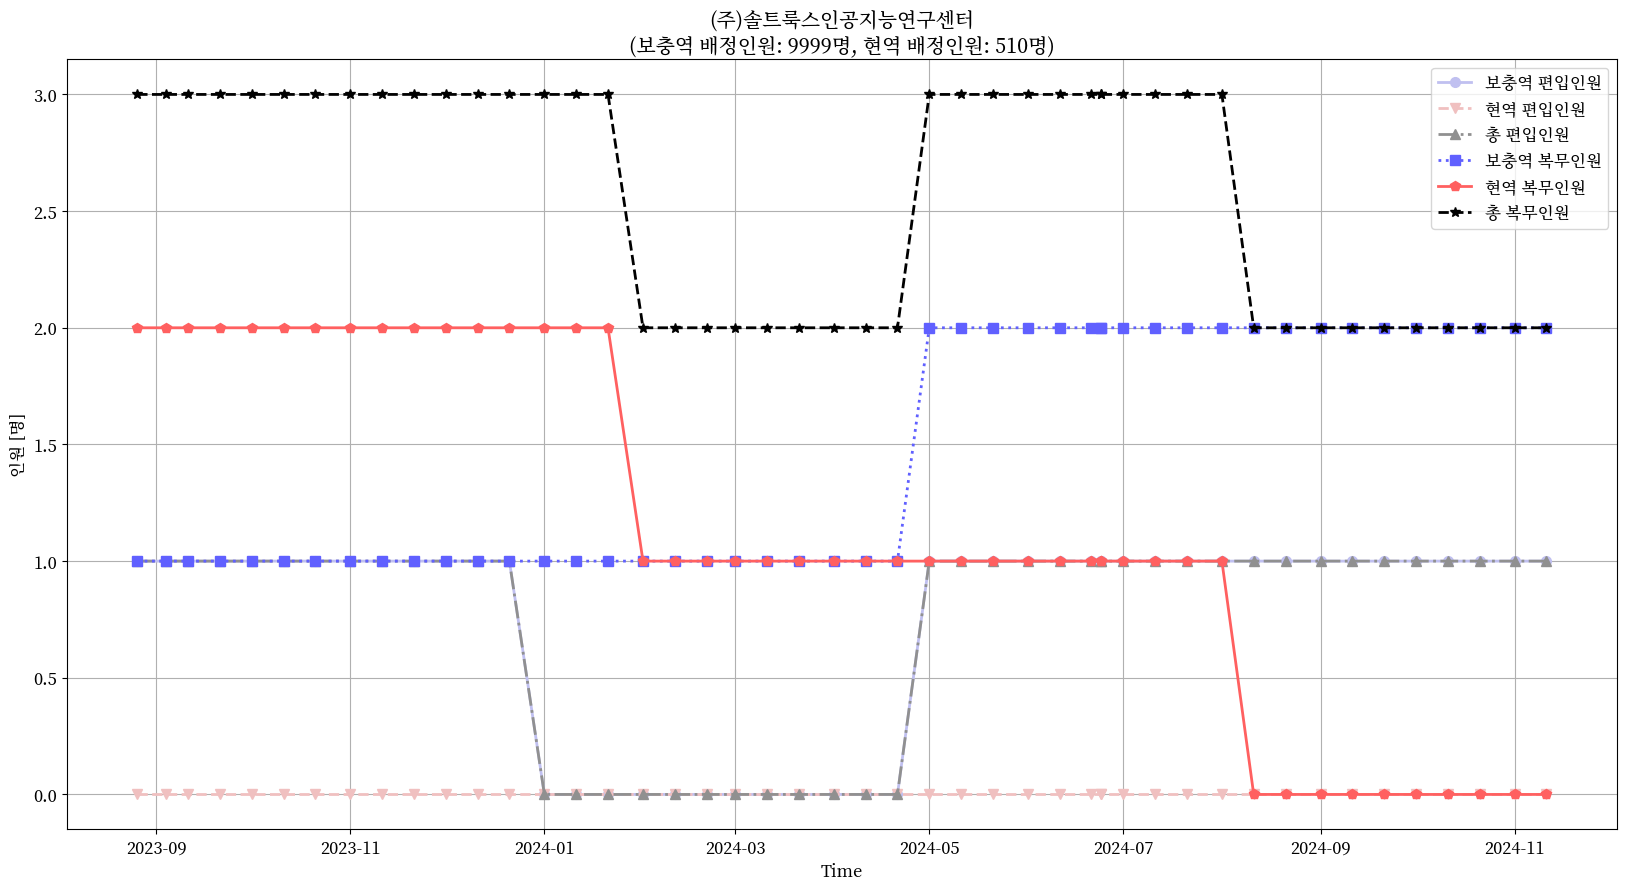 (주)솔트룩스인공지능연구센터
(보충역 배정인원: 9999명, 현역 배정인원: 510명)
보충역 편입인원
현역 편입인원
총 편입인원
보충역 복무인원
현역 복무인원
총 복무인원
인원 [명]
3.0
2.5
2.0
1.5
1.0
0.5
0.0
2023-09
2023-11
2024-01
2024-03
2024-05
2024-07
2024-09
2024-11
Time